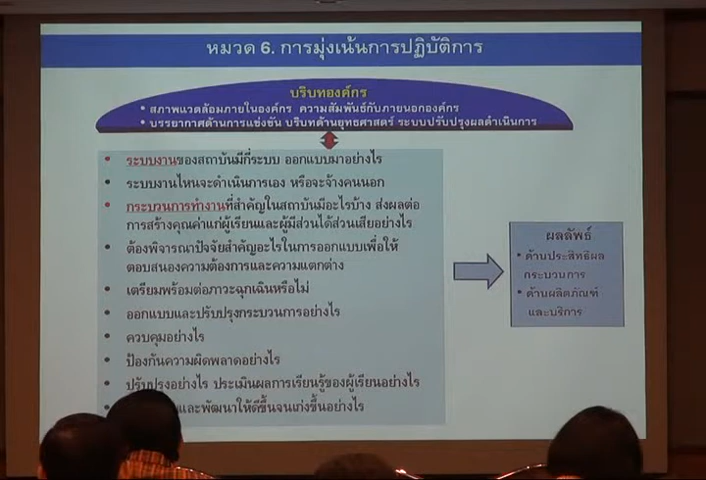 หมวด 6. การมุ่งเน้นการปฏิบัติการ
บริบทองค์กร
• สภาพแวดล้อมภายในองค์กร ความสัมพันธ์กับภายนอกองค์กร
• บรรยากาศด้านการแข่งขัน บริบทด้านยุทธศาสตร์ ระบบปรับปรุงผลดำเนินการ
• ระบบงานของสถาบันมีกี่ระบบ ออกแบบมาอย่างไร
• ระบบงานไหนจะดำเนินการเอง หรือจะจ้างคนนอก
• กระบวนการทำงานที่สำคัญในสถาบันมีอะไรบ้าง ส่งผลต่อ
การสร้างคุณค่าแก่ผู้เรียนและผู้มีส่วนได้ส่วนเสียอย่างไร
• ต้องพิจารณาปัจจัยสำคัญอะไรในการออกแบบเพื่อให้
ตอบสนองความต้องการและความแตกต่าง
• เตรียมพร้อมต่อภาวะฉุกเฉินหรือไม่
• ออกแบบและปรับปรุงกระบวนการอย่างไร
• ควบคุมอย่างไร
• ป้องกันความผิดพลาดอย่างไร
• ปรับปรุงอย่างไร ประเมินผลการเรียนรู้ของผู้เรียนอย่างไร
• และพัฒนาให้ดีขึ้นจนเก่งขึ้นอย่างไร
ผลลัพธ์
• ด้านประสิทธิผล
กระบวนการ
• ด้านผลิตภัณฑ์
และบริการ